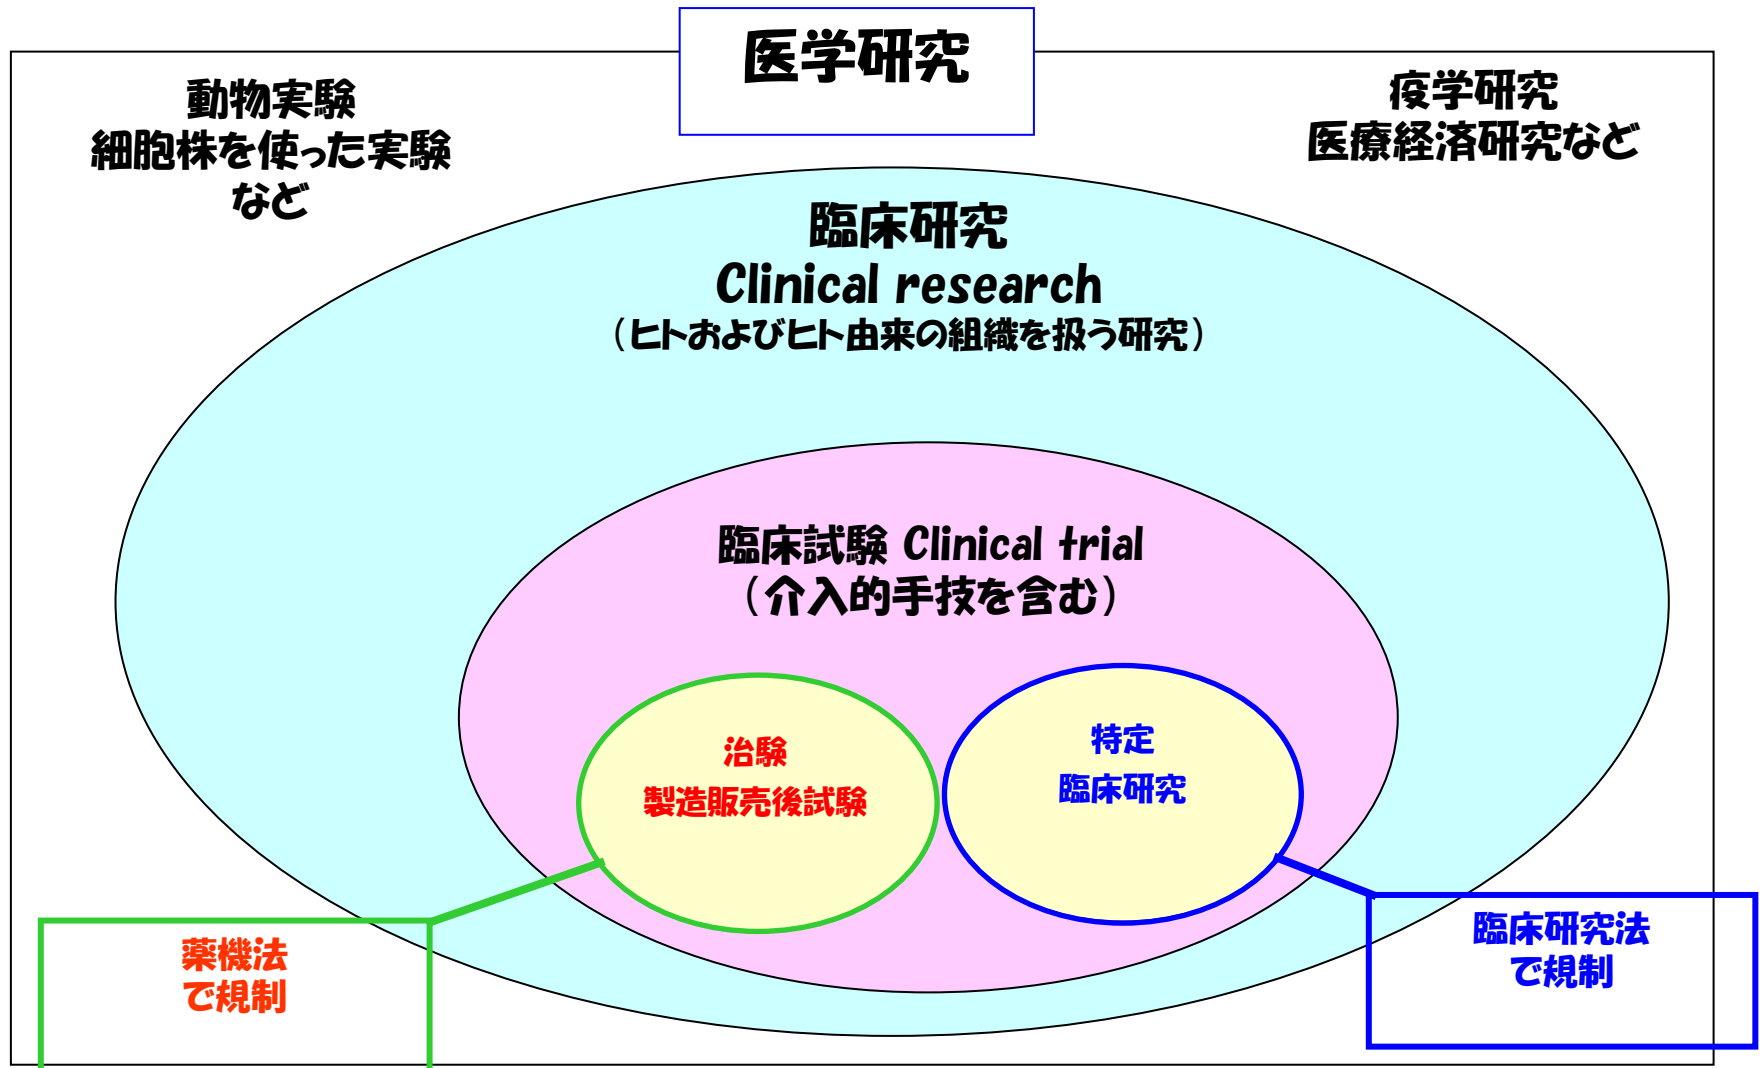 医学研究
動物実験
細胞株を使った実験
など
疫学研究
医療経済研究など
臨床研究
Clinical research
（ヒトおよびヒト由来の組織を扱う研究）
臨床試験 Clinical trial
（介入的手技を含む）
治験
製造販売後試験
特定
臨床研究
薬機法
で規制
臨床研究法
で規制